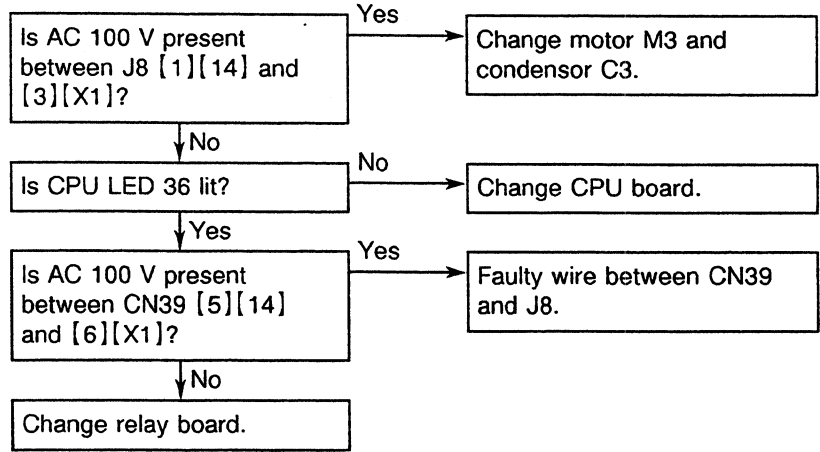 Is AC 100 V present
between J8 [1][14] and
[3][X1]?
Yes
Change motor M3 and
condensor C3.
No
Is CPU LED 36 lit?
No
Change CPU board.
Yes
Is AC 100 V present
between CN39 [5][14]
and [6][X1]?
Yes
Faulty wire between CN39
and J8.
No
Change relay board.